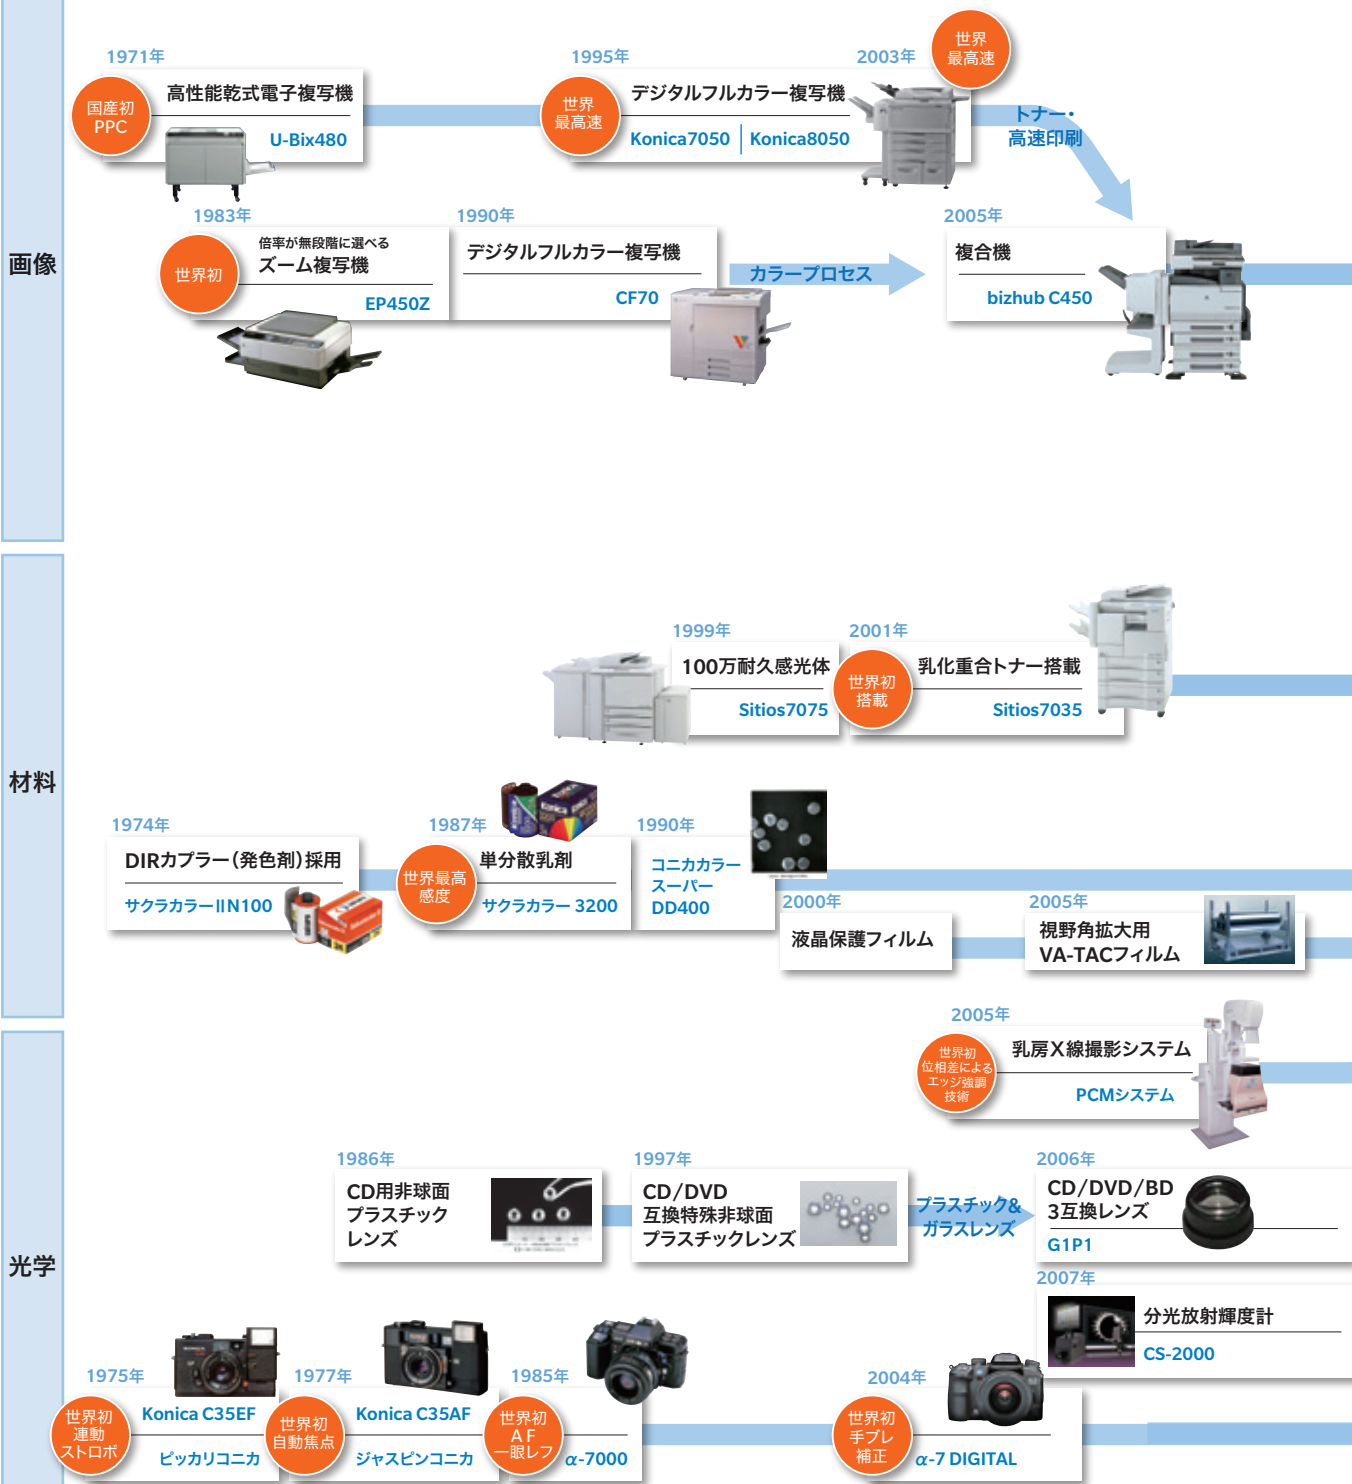 画像
1971年
国産初
PPC
高性能乾式電子複写機
U-Bix480
1995年
世界
最高速
デジタルフルカラー複写機
Konica7050
Konica8050
2003年
世界
最高速
トナー・
高速印刷
1983年
世界初
倍率が無段階に選べる
ズーム複写機
EP450Z
1990年
デジタルフルカラー複写機
CF70
カラープロセス
2005年
複合機
bizhub C450
材料
1999年
100万耐久感光体
Sitios7075
2001年
世界初
搭載
乳化重合トナー搭載
Sitios7035
1974年
DIRカプラー（発色剤）採用
サクラカラーⅡN100
1987年
世界最高
感度
単分散乳剤
サクラカラー 3200
1990年
コニカカラー
スーパー
DD400
2000年
液晶保護フィルム
2005年
視野角拡大用
VA-TACフィルム
光学
2005年
世界初
位相差による
エッジ強調
技術
乳房X線撮影システム
PCMシステム
1986年
CD用非球面
プラスチック
レンズ
1997年
CD/DVD
互換特殊非球面
プラスチックレンズ
プラスチック&
ガラスレンズ
2006年
CD/DVD/BD
3互換レンズ
G1P1
2007年
分光放射輝度計
CS-2000
1975年
世界初
連動
ストロボ
Konica C35EF
ピッカリコニカ
1977年
世界初
自動焦点
Konica C35AF
ジャスピンコニカ
1985年
世界初
AF
一眼レフ
α-7000
2004年
世界初
手ブレ
補正
α-7 DIGITAL